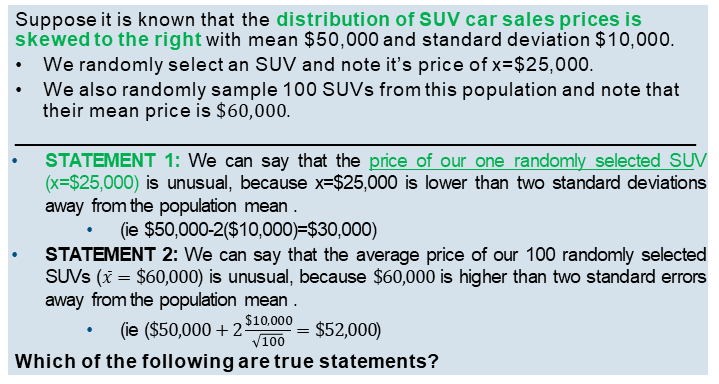 Suppose it is known that the distribution of SUV car sales prices is
skewed to the right with mean $50,000 and standard deviation $10,000.
• We randomly select an SUV and note it's price of x=$25,000.
• We also randomly sample 100 SUVs from this population and note that
their mean price is $60,000.
• STATEMENT 1: We can say that the price of our one randomly selected SUV
(x=$25,000) is unusual, because x=$25,000 is lower than two standard deviations
away from the population mean .
• (ie $50,000-2($10,000)=$30,000)
• STATEMENT 2: We can say that the average price of our 100 randomly selected
SUVs (x̄ = $60,000) is unusual, because $60,000 is higher than two standard errors
away from the population mean .
• (ie ($50,000 + 2 $10,000/√100 = $52,000)
Which of the following are true statements?